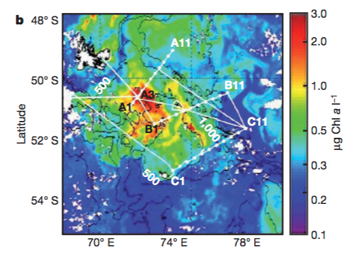 b
48° S
50° S
52° S
54° S
Latitude
70° E
74° E
78° E
A11
B11
C11
A3
A1
B1
C1
500
500
1,000
3.0
2.0
1.0
0.5
0.3
0.2
0.1
µg Chl a l⁻¹